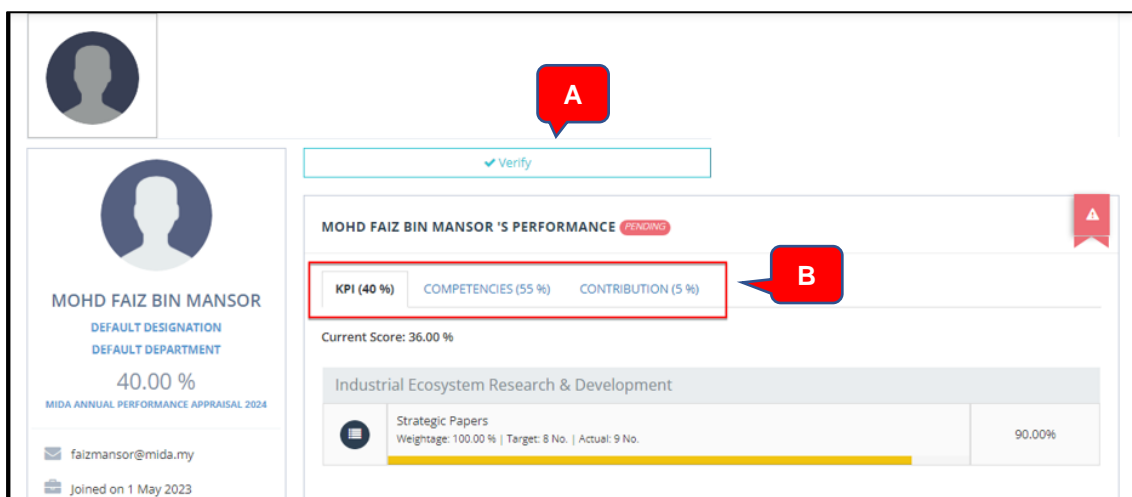 A
Verify
MOHD FAIZ BIN MANSOR 'S PERFORMANCE PENDING
B
KPI (40 %) COMPETENCIES (55 %) CONTRIBUTION (5 %)
Current Score: 36.00 %
Industrial Ecosystem Research & Development
Strategic Papers
Weightage: 100.00 % | Target: 8 No. | Actual: 9 No.
90.00%
MOHD FAIZ BIN MANSOR
DEFAULT DESIGNATION
DEFAULT DEPARTMENT
40.00 %
MIDA ANNUAL PERFORMANCE APPRAISAL 2024
faizmansor@mida.my
Joined on 1 May 2023